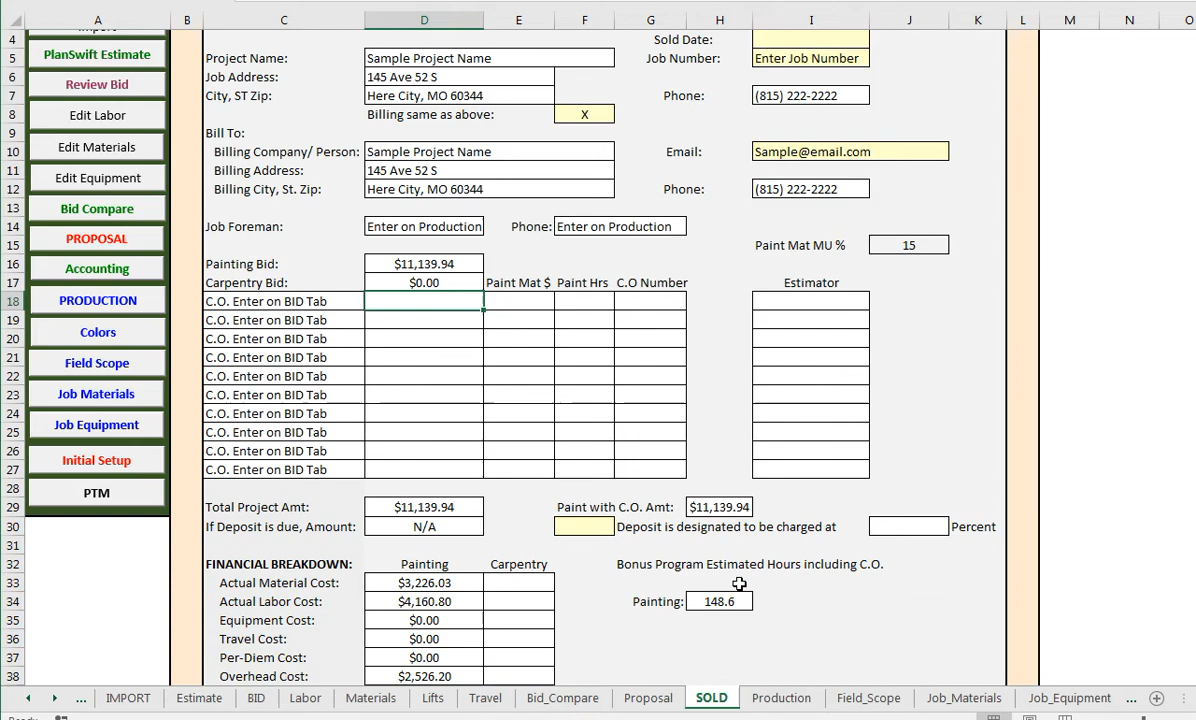 A B C D E F G H I J K L M N O
4 Import Sold Date:
5 PlanSwift Estimate Project Name: Sample Project Name Job Number: Enter Job Number
6 Review Bid Job Address: 145 Ave 52 S
7 City, ST Zip: Here City, MO 60344 Phone: (815) 222-2222
8 Edit Labor Billing same as above: X
9 Bill To:
10 Edit Materials Billing Company/ Person: Sample Project Name Email: Sample@email.com
11 Billing Address: 145 Ave 52 S
12 Edit Equipment Billing City, St. Zip: Here City, MO 60344 Phone: (815) 222-2222
13 Bid Compare
14 Job Foreman: Enter on Production Phone: Enter on Production
15 PROPOSAL Paint Mat MU % 15
16 Accounting Painting Bid: $11,139.94
17 Carpentry Bid: $0.00 Paint Mat $ Paint Hrs C.O Number Estimator
18 PRODUCTION C.O. Enter on BID Tab
19 C.O. Enter on BID Tab
20 Colors C.O. Enter on BID Tab
21 Field Scope C.O. Enter on BID Tab
22 C.O. Enter on BID Tab
23 Job Materials C.O. Enter on BID Tab
24 C.O. Enter on BID Tab
25 Job Equipment C.O. Enter on BID Tab
26 C.O. Enter on BID Tab
27 Initial Setup C.O. Enter on BID Tab
28 PTM
29 Total Project Amt: $11,139.94 Paint with C.O. Amt: $11,139.94
30 If Deposit is due, Amount: N/A Deposit is designated to be charged at Percent
31
32 FINANCIAL BREAKDOWN: Painting Carpentry Bonus Program Estimated Hours including C.O.
33 Actual Material Cost: $3,226.03
34 Actual Labor Cost: $4,160.80 Painting: 148.6
35 Equipment Cost: $0.00
36 Travel Cost: $0.00
37 Per-Diem Cost: $0.00
38 Overhead Cost: $2,526.20
... IMPORT Estimate BID Labor Materials Lifts Travel Bid_Compare Proposal SOLD Production Field_Scope Job_Materials Job_Equipment ...